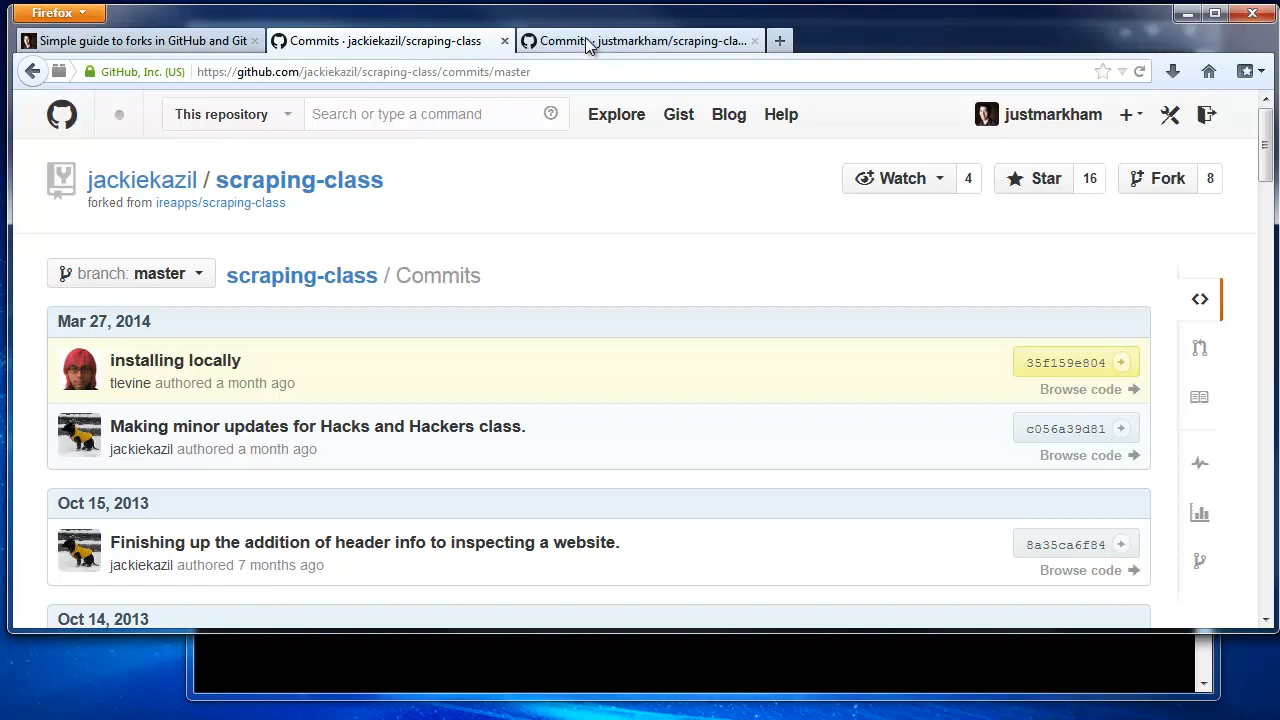 Firefox
Simple guide to forks in GitHub and Git
Commits · jackiekazil/scraping-class
Commits · justmarkham/scraping-cla...
GitHub, Inc. (US)
https://github.com/jackiekazil/scraping-class/commits/master
This repository
Search or type a command
Explore
Gist
Blog
Help
justmarkham
jackiekazil / scraping-class
forked from ireapps/scraping-class
Watch 4
Star 16
Fork 8
branch: master
scraping-class / Commits
Mar 27, 2014
installing locally
35f159e804
tlevine authored a month ago
Browse code
Making minor updates for Hacks and Hackers class.
c056a39d81
jackiekazil authored a month ago
Browse code
Oct 15, 2013
Finishing up the addition of header info to inspecting a website.
8a35ca6f84
jackiekazil authored 7 months ago
Browse code
Oct 14, 2013